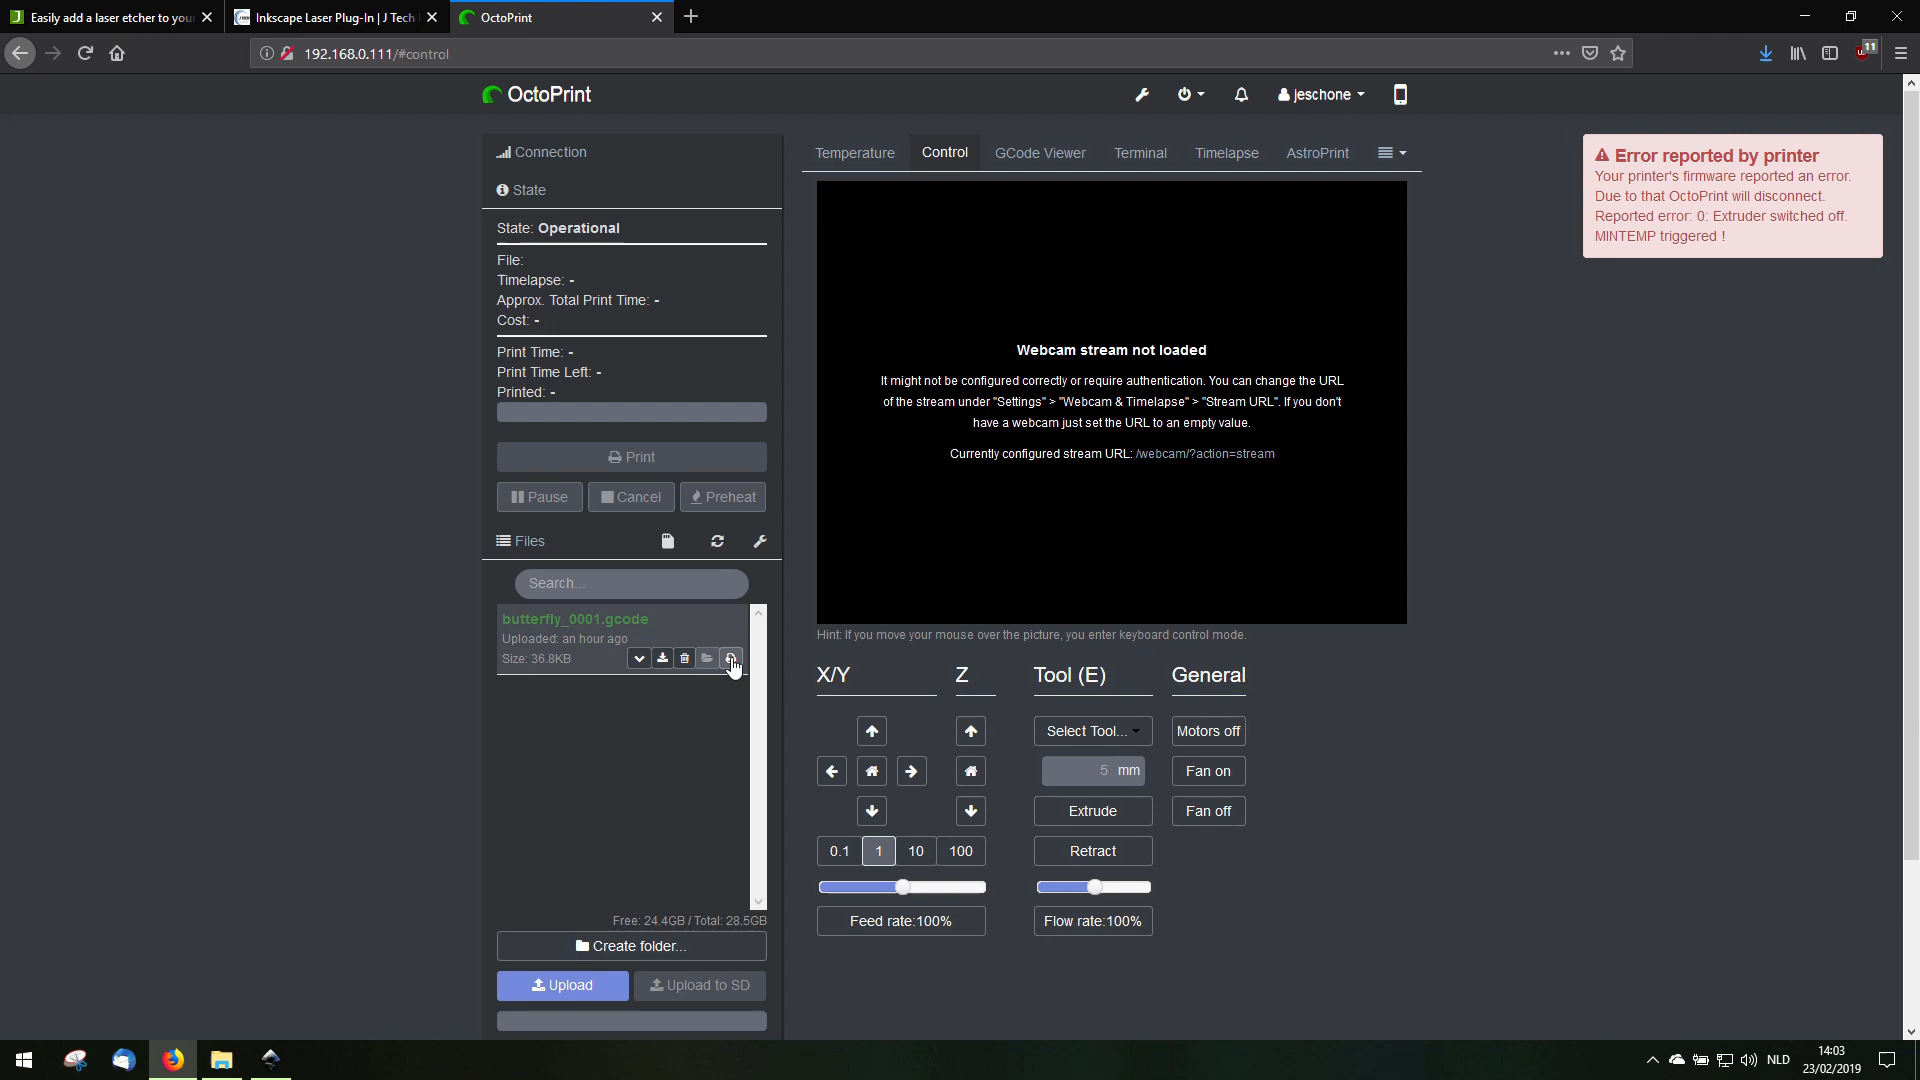 Easily add a laser etcher to you
Inkscape Laser Plug-In | J Tech
OctoPrint
192.168.0.111/#control
11
OctoPrint
jeschone
Connection
State
State: Operational
File:
Timelapse: -
Approx. Total Print Time: -
Cost: -
Print Time: -
Print Time Left: -
Printed: -
Print
Pause
Cancel
Preheat
Files
Search...
butterfly_0001.gcode
Uploaded: an hour ago
Size: 36.8KB
Free: 24.4GB / Total: 28.5GB
Create folder...
Upload
Upload to SD
Temperature
Control
GCode Viewer
Terminal
Timelapse
AstroPrint
Webcam stream not loaded
It might not be configured correctly or require authentication. You can change the URL
of the stream under "Settings" > "Webcam & Timelapse" > "Stream URL". If you don't
have a webcam just set the URL to an empty value.
Currently configured stream URL: /webcam/?action=stream
Hint: If you move your mouse over the picture, you enter keyboard control mode.
X/Y
Z
Tool (E)
General
Select Tool...
Motors off
5 mm
Fan on
Extrude
Fan off
0.1
1
10
100
Retract
Feed rate:100%
Flow rate:100%
Error reported by printer
Your printer's firmware reported an error.
Due to that OctoPrint will disconnect.
Reported error: 0: Extruder switched off.
MINTEMP triggered !
NLD
14:03
23/02/2019